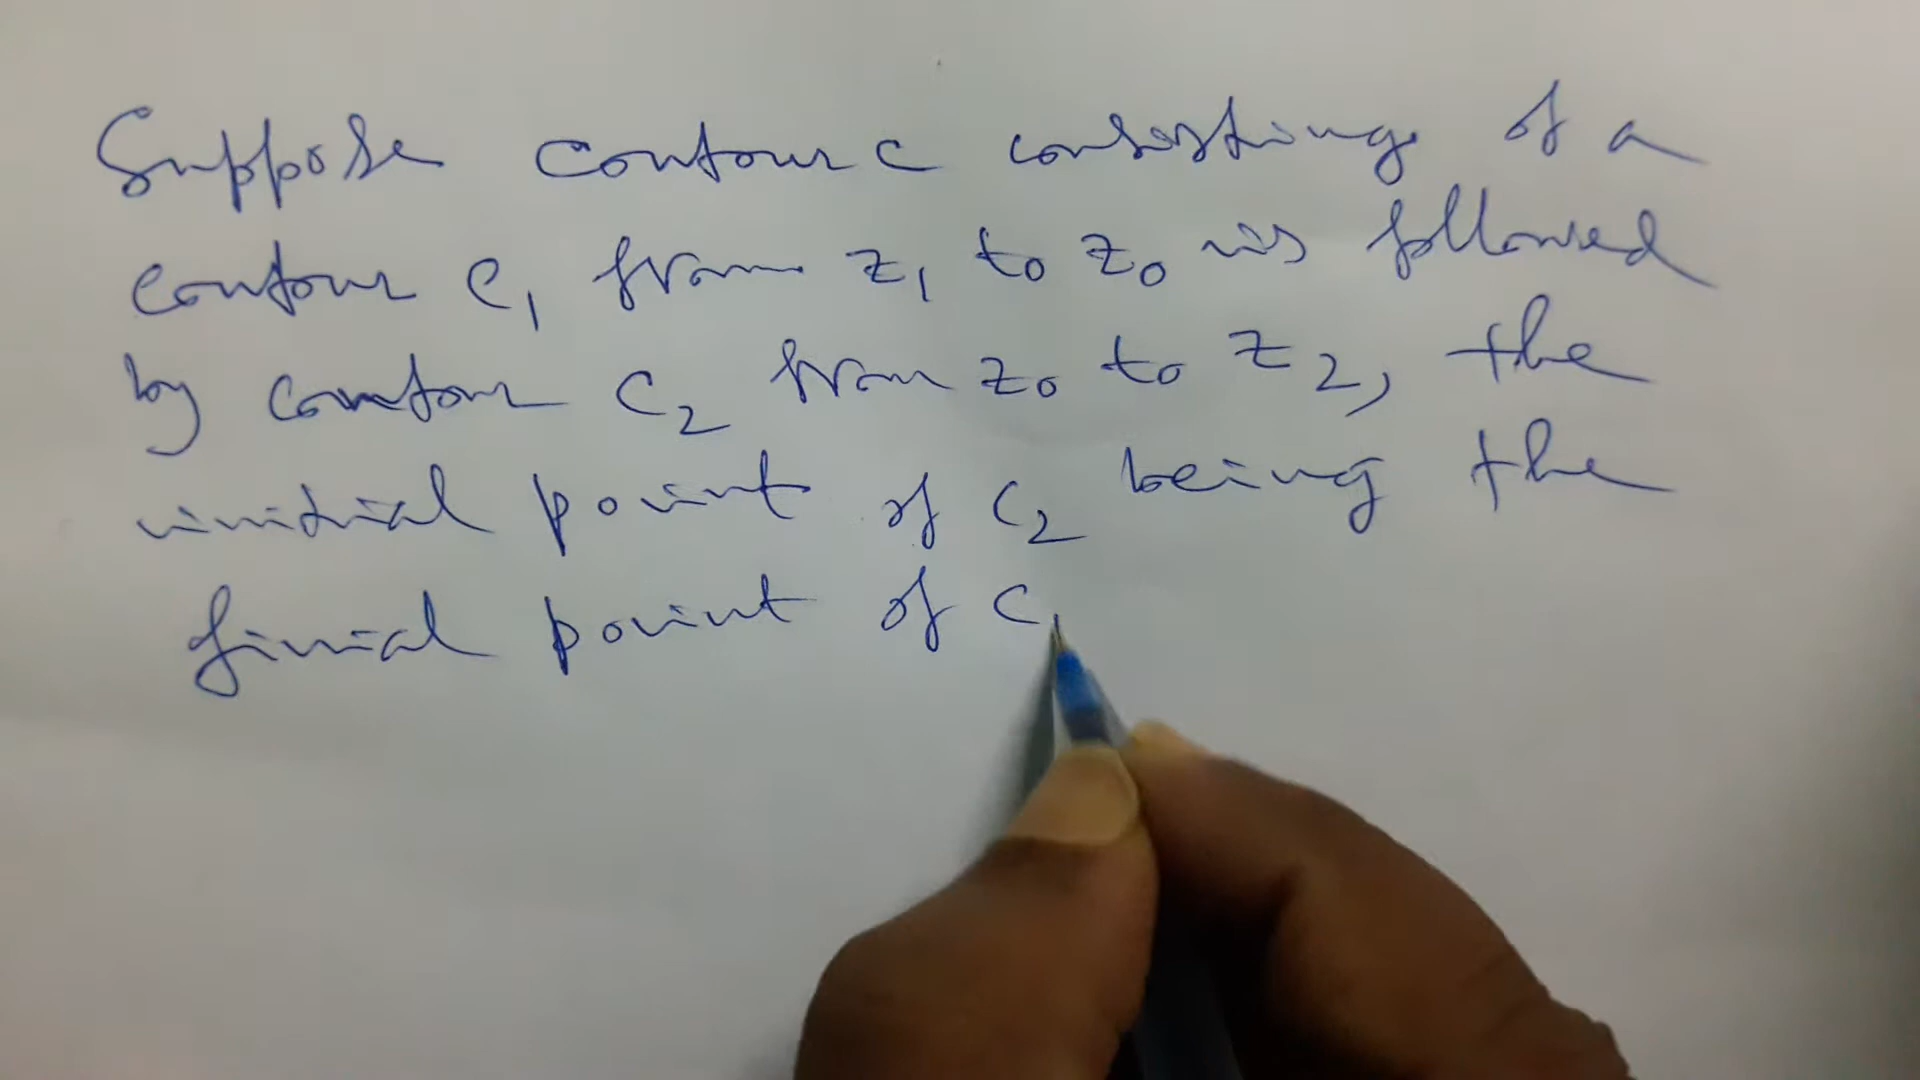 Suppose contour C consisting of a
contour C₁ from z₁ to z₀ is followed
by contour C₂ from z₀ to z₂, the
initial point of C₂ being the
final point of C₁